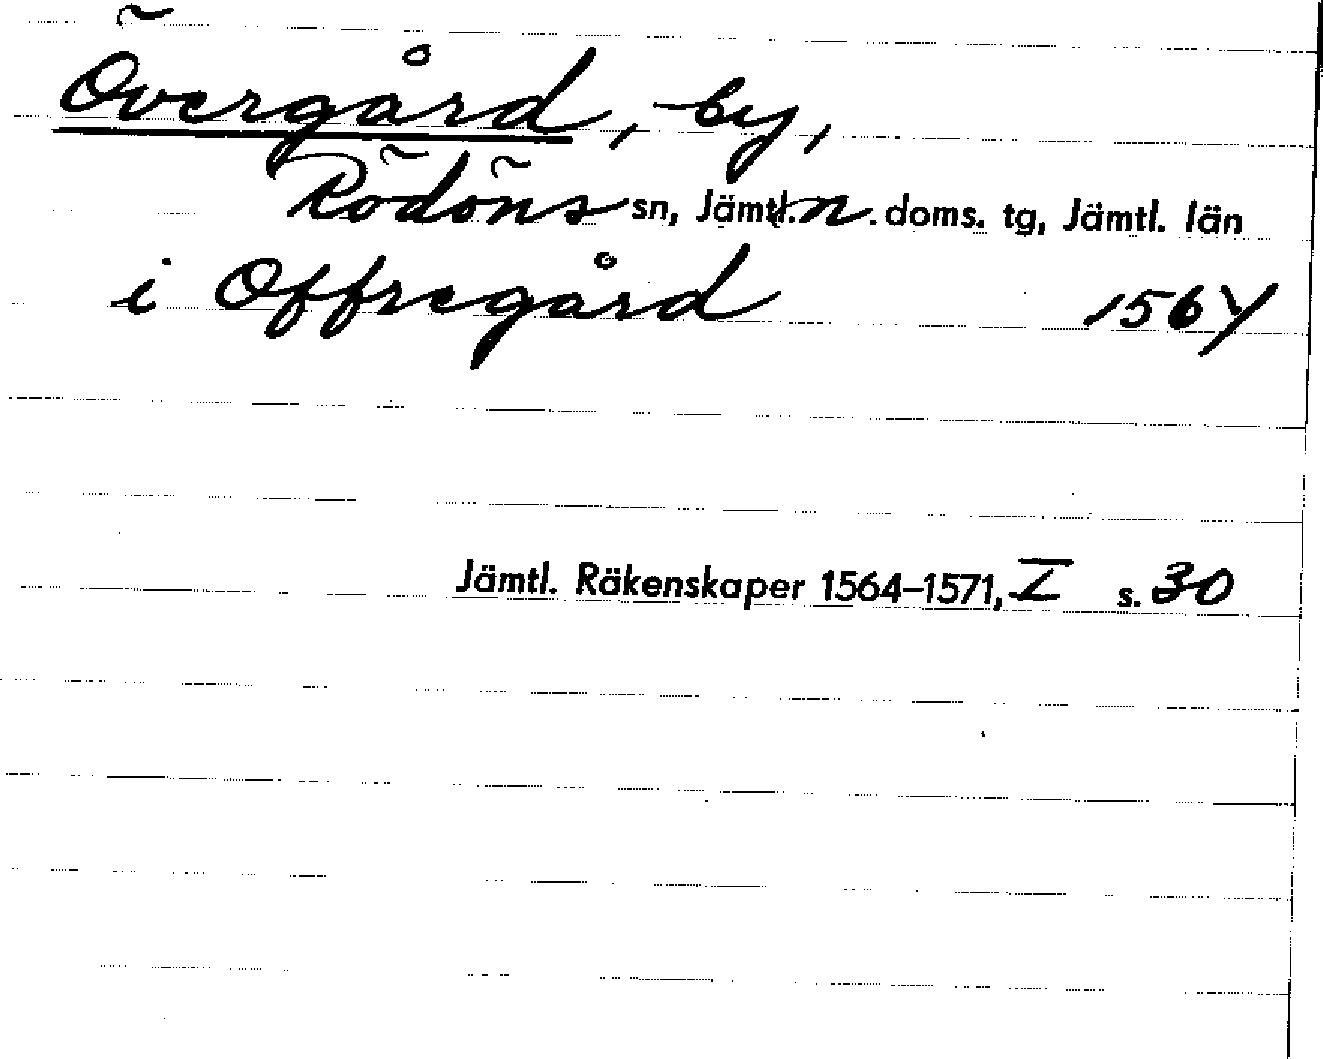 Övergård, by,
Rödöns sn, Jämtl. n. doms. tg, Jämtl. län
i Offregård 1564
Jämtl. Räkenskaper 1564–1571, I s. 30